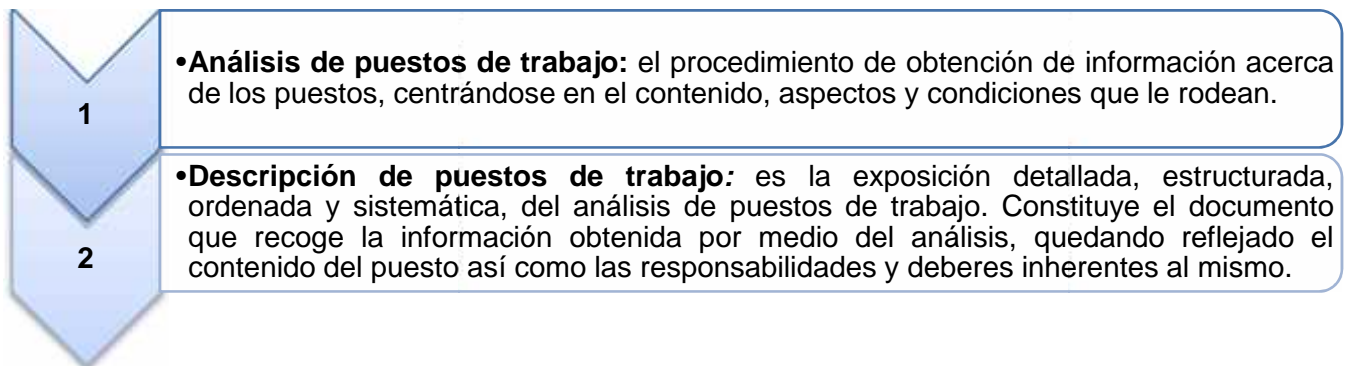 1
•Análisis de puestos de trabajo: el procedimiento de obtención de información acerca
de los puestos, centrándose en el contenido, aspectos y condiciones que le rodean.
2
•Descripción de puestos de trabajo: es la exposición detallada, estructurada,
ordenada y sistemática, del análisis de puestos de trabajo. Constituye el documento
que recoge la información obtenida por medio del análisis, quedando reflejado el
contenido del puesto así como las responsabilidades y deberes inherentes al mismo.